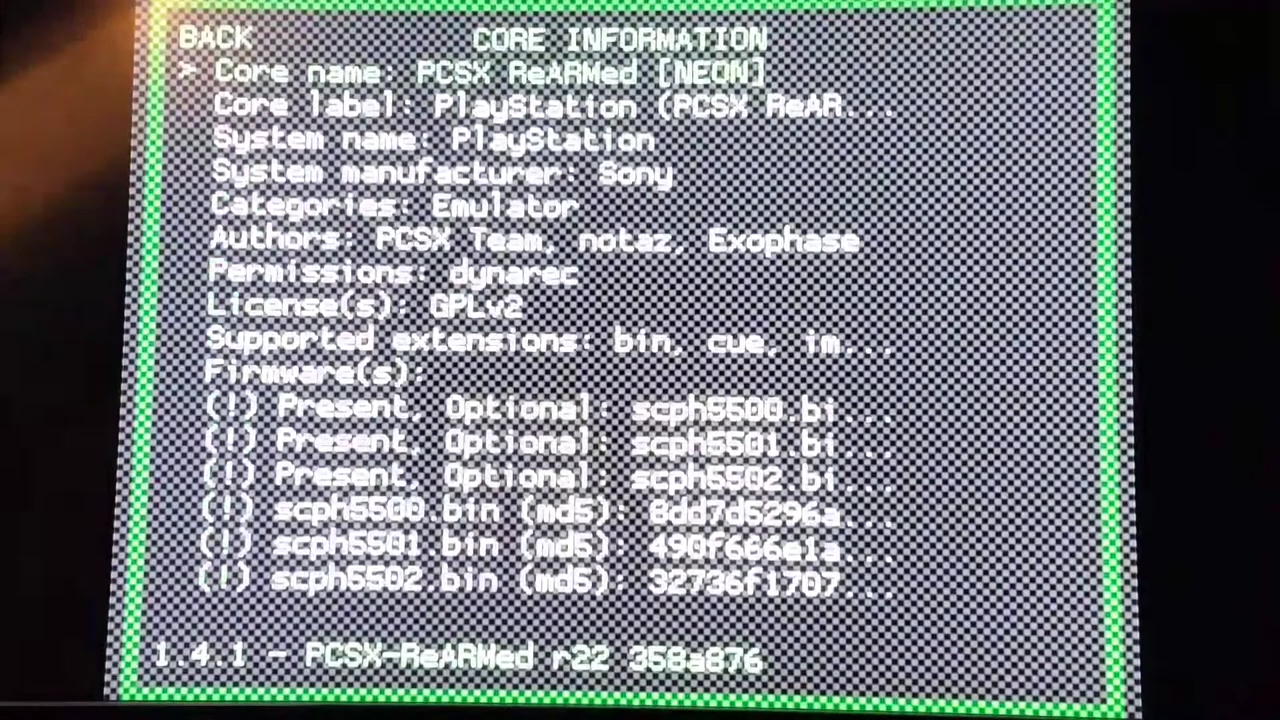 BACK CORE INFORMATION
> Core name: PCSX ReARMed [NEON]
Core label: PlayStation (PCSX ReAR...
System name: PlayStation
System manufacturer: Sony
Categories: Emulator
Authors: PCSX Team, notaz, Exophase
Permissions: dynarec
License(s): GPLv2
Supported extensions: bin, cue, im...
Firmware(s):
(!) Present, Optional: scph5500.bi...
(!) Present, Optional: scph5501.bi...
(!) Present, Optional: scph5502.bi...
(!) scph5500.bin (md5): 8dd7d5296a...
(!) scph5501.bin (md5): 490f666e1a...
(!) scph5502.bin (md5): 32736f1707...
1.4.1 - PCSX-ReARMed r22 358a876